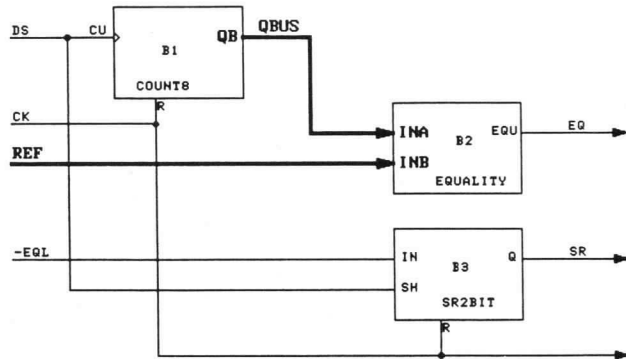 DS
CU
B1
QB
QBUS
COUNT8
R
CK
REF
INA
INB
B2
EQU
EQ
EQUALITY
-EQL
IN
SH
B3
Q
SR
SR2BIT
R